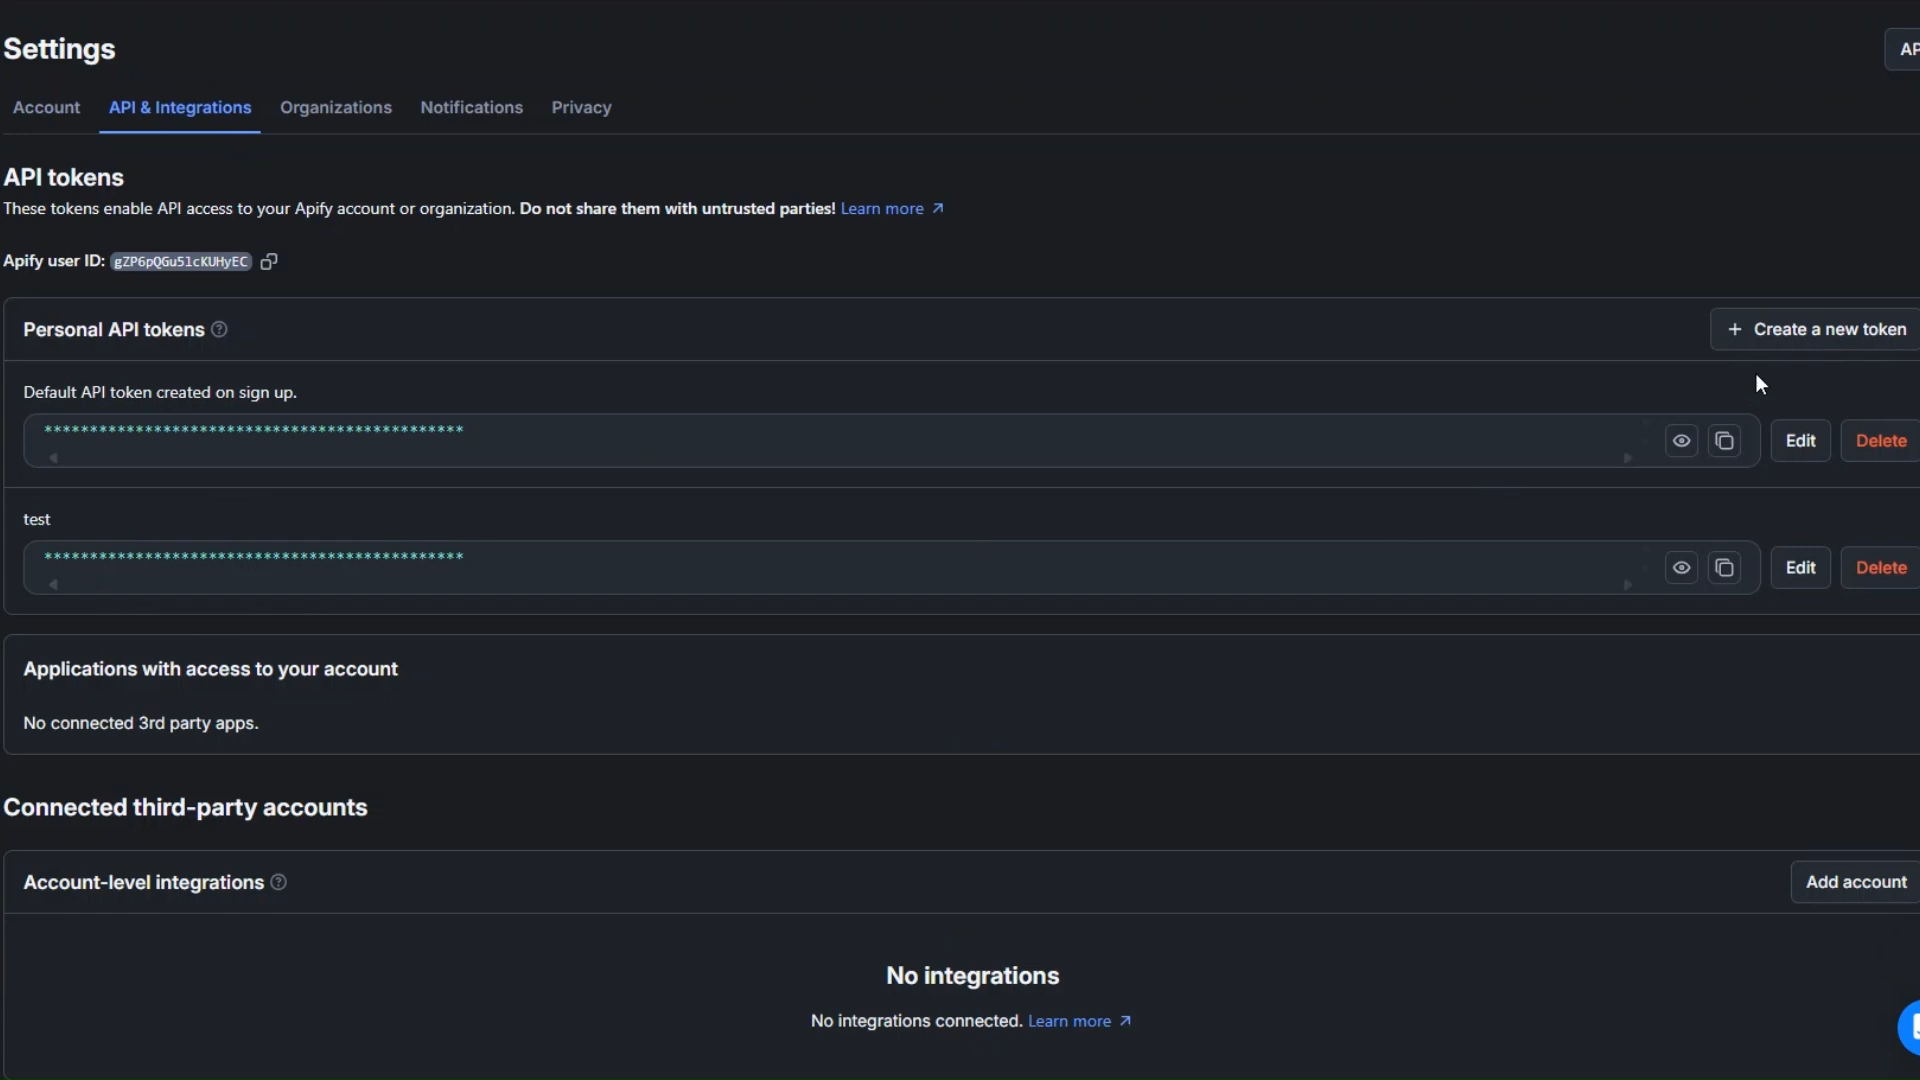 Settings
AP
Account API & Integrations Organizations Notifications Privacy
API tokens
These tokens enable API access to your Apify account or organization. Do not share them with untrusted parties! Learn more ↗
Apify user ID: gZP6pQGu5lcKUHyEC
Personal API tokens
+ Create a new token
Default API token created on sign up.
**********************************************
Edit Delete
test
**********************************************
Edit Delete
Applications with access to your account
No connected 3rd party apps.
Connected third-party accounts
Account-level integrations
Add account
No integrations
No integrations connected. Learn more ↗